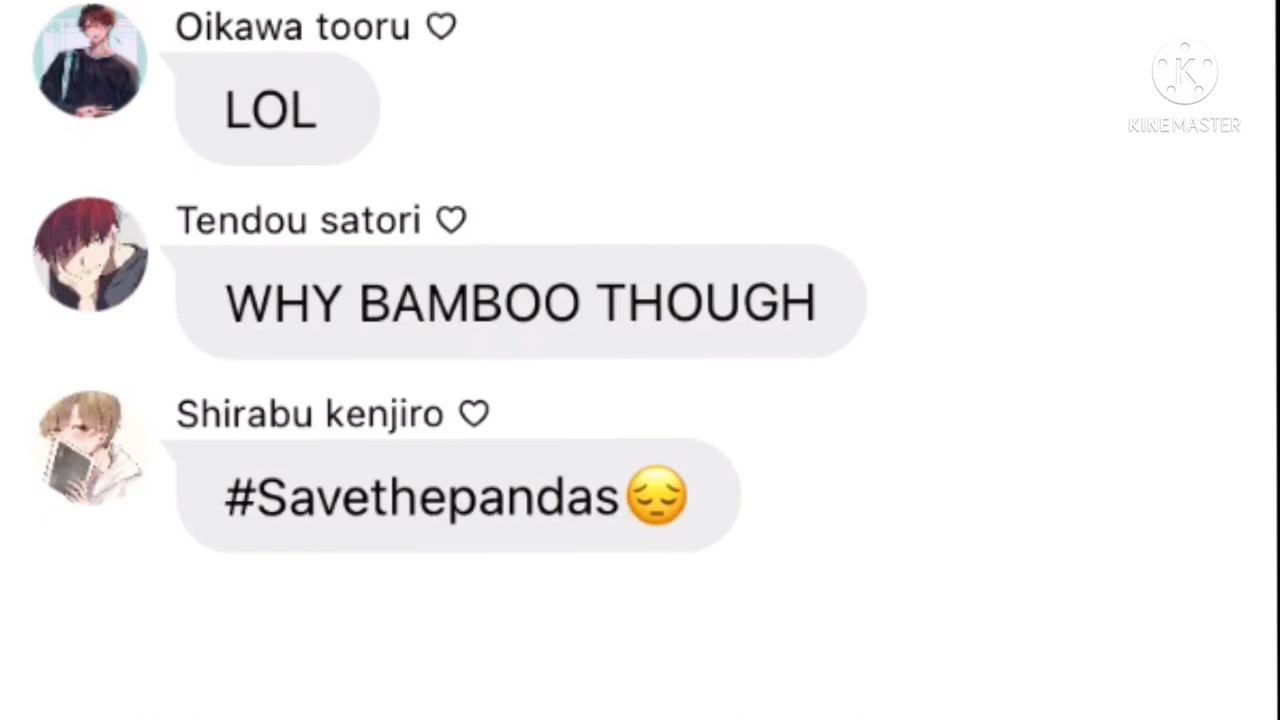 Oikawa tooru ♡
LOL
KINEMASTER
Tendou satori ♡
WHY BAMBOO THOUGH
Shirabu kenjiro ♡
#Savethepandas😔